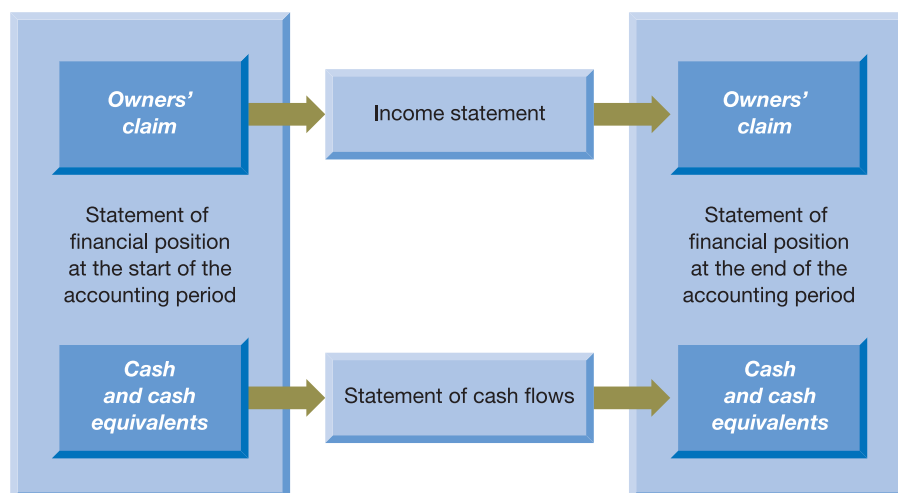 Owners'
claim
Statement of
financial position
at the start of the
accounting period
Cash
and cash
equivalents
Income statement
Statement of cash flows
Owners'
claim
Statement of
financial position
at the end of the
accounting period
Cash
and cash
equivalents